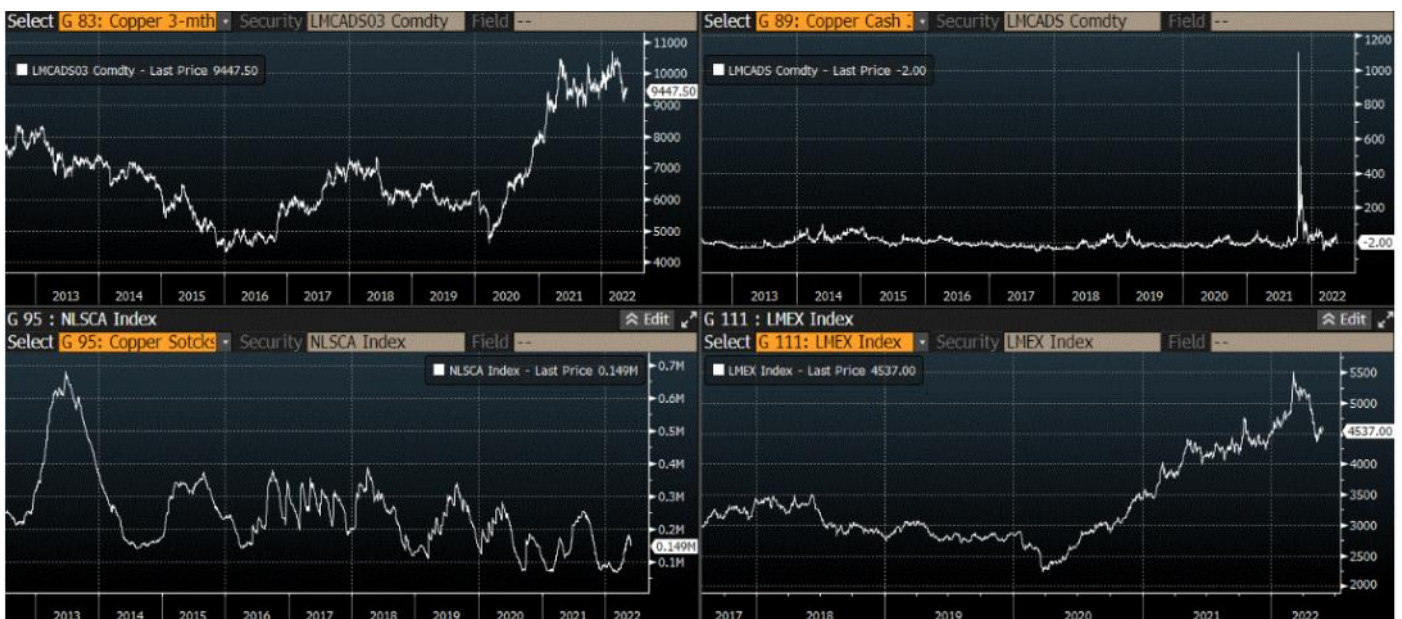 Select G 83: Copper 3-mth Security LMCADS03 Comdty Field --
LMCADS03 Comdty - Last Price 9447.50
11000
10000
9447.50
9000
8000
7000
6000
5000
4000
2013 2014 2015 2016 2017 2018 2019 2020 2021 2022
Select G 89: Copper Cash Security LMCADS Comdty Field --
LMCADS Comdty - Last Price -2.00
1200
1000
800
600
400
200
-2.00
2013 2014 2015 2016 2017 2018 2019 2020 2021 2022
G 95 : NLSCA Index Edit
Select G 95: Copper Sotcks Security NLSCA Index Field --
NLSCA Index - Last Price 0.149M
0.7M
0.6M
0.5M
0.4M
0.3M
0.2M
0.149M
0.1M
2013 2014 2015 2016 2017 2018 2019 2020 2021 2022
G 111 : LMEX Index Edit
Select G 111: LMEX Index Security LMEX Index Field --
LMEX Index - Last Price 4537.00
5500
5000
4537.00
4000
3500
3000
2500
2000
2017 2018 2019 2020 2021 2022